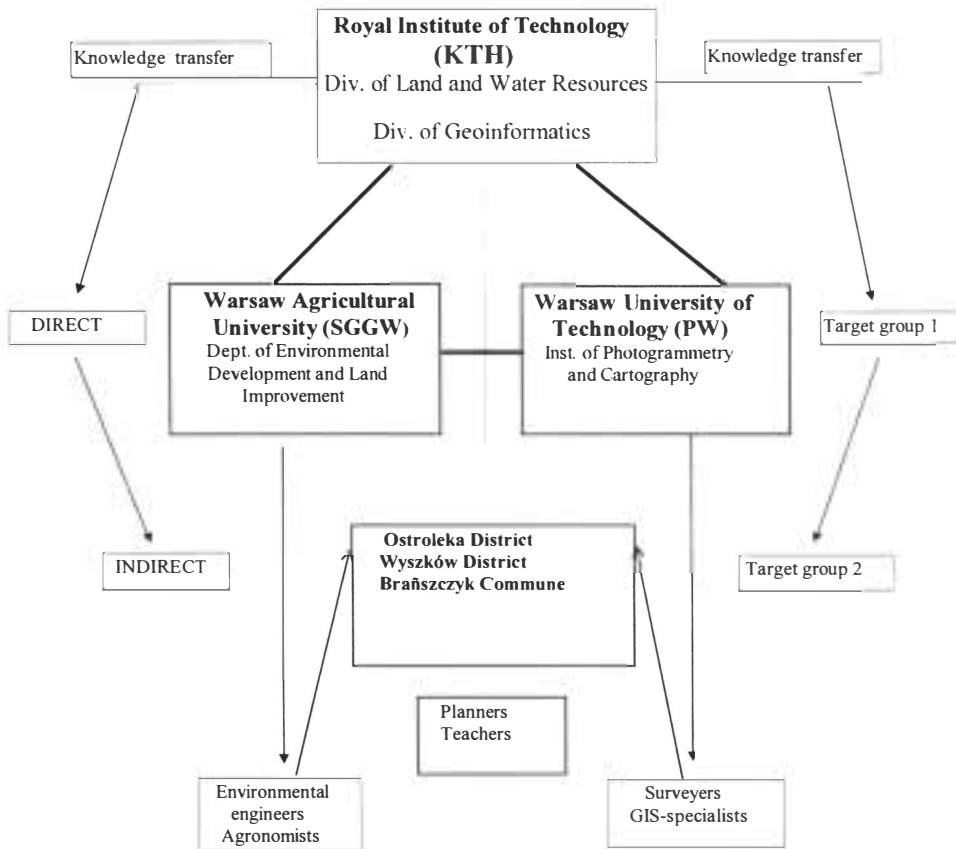 Royal Institute of Technology
(KTH)
Div. of Land and Water Resources
Div. of Geoinformatics
Knowledge transfer
Knowledge transfer
Warsaw Agricultural
University (SGGW)
Dept. of Environmental
Development and Land
Improvement
Warsaw University of
Technology (PW)
Inst. of Photogrammetry
and Cartography
DIRECT
Target group 1
Ostroleka District
Wyszków District
Brañszczyk Commune
INDIRECT
Target group 2
Planners
Teachers
Environmental
engineers
Agronomists
Surveyers
GIS-specialists